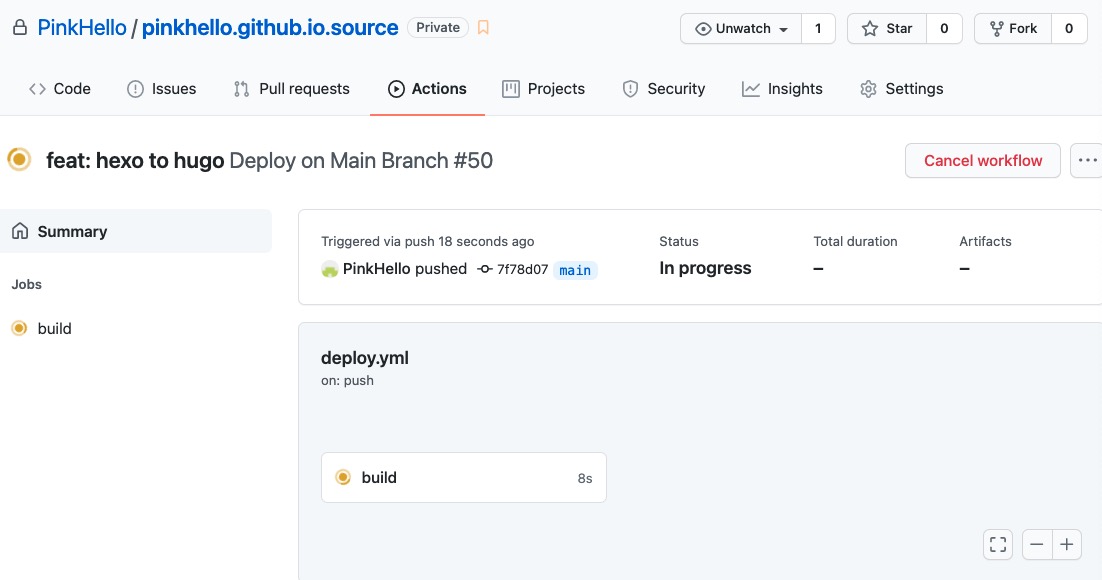 PinkHello / pinkhello.github.io.source Private Unwatch 1 Star 0 Fork 0
Code Issues Pull requests Actions Projects Security Insights Settings
feat: hexo to hugo Deploy on Main Branch #50 Cancel workflow ...
Summary
Triggered via push 18 seconds ago Status Total duration Artifacts
PinkHello pushed 7f78d07 main In progress – –
Jobs
build
deploy.yml
on: push
build 8s